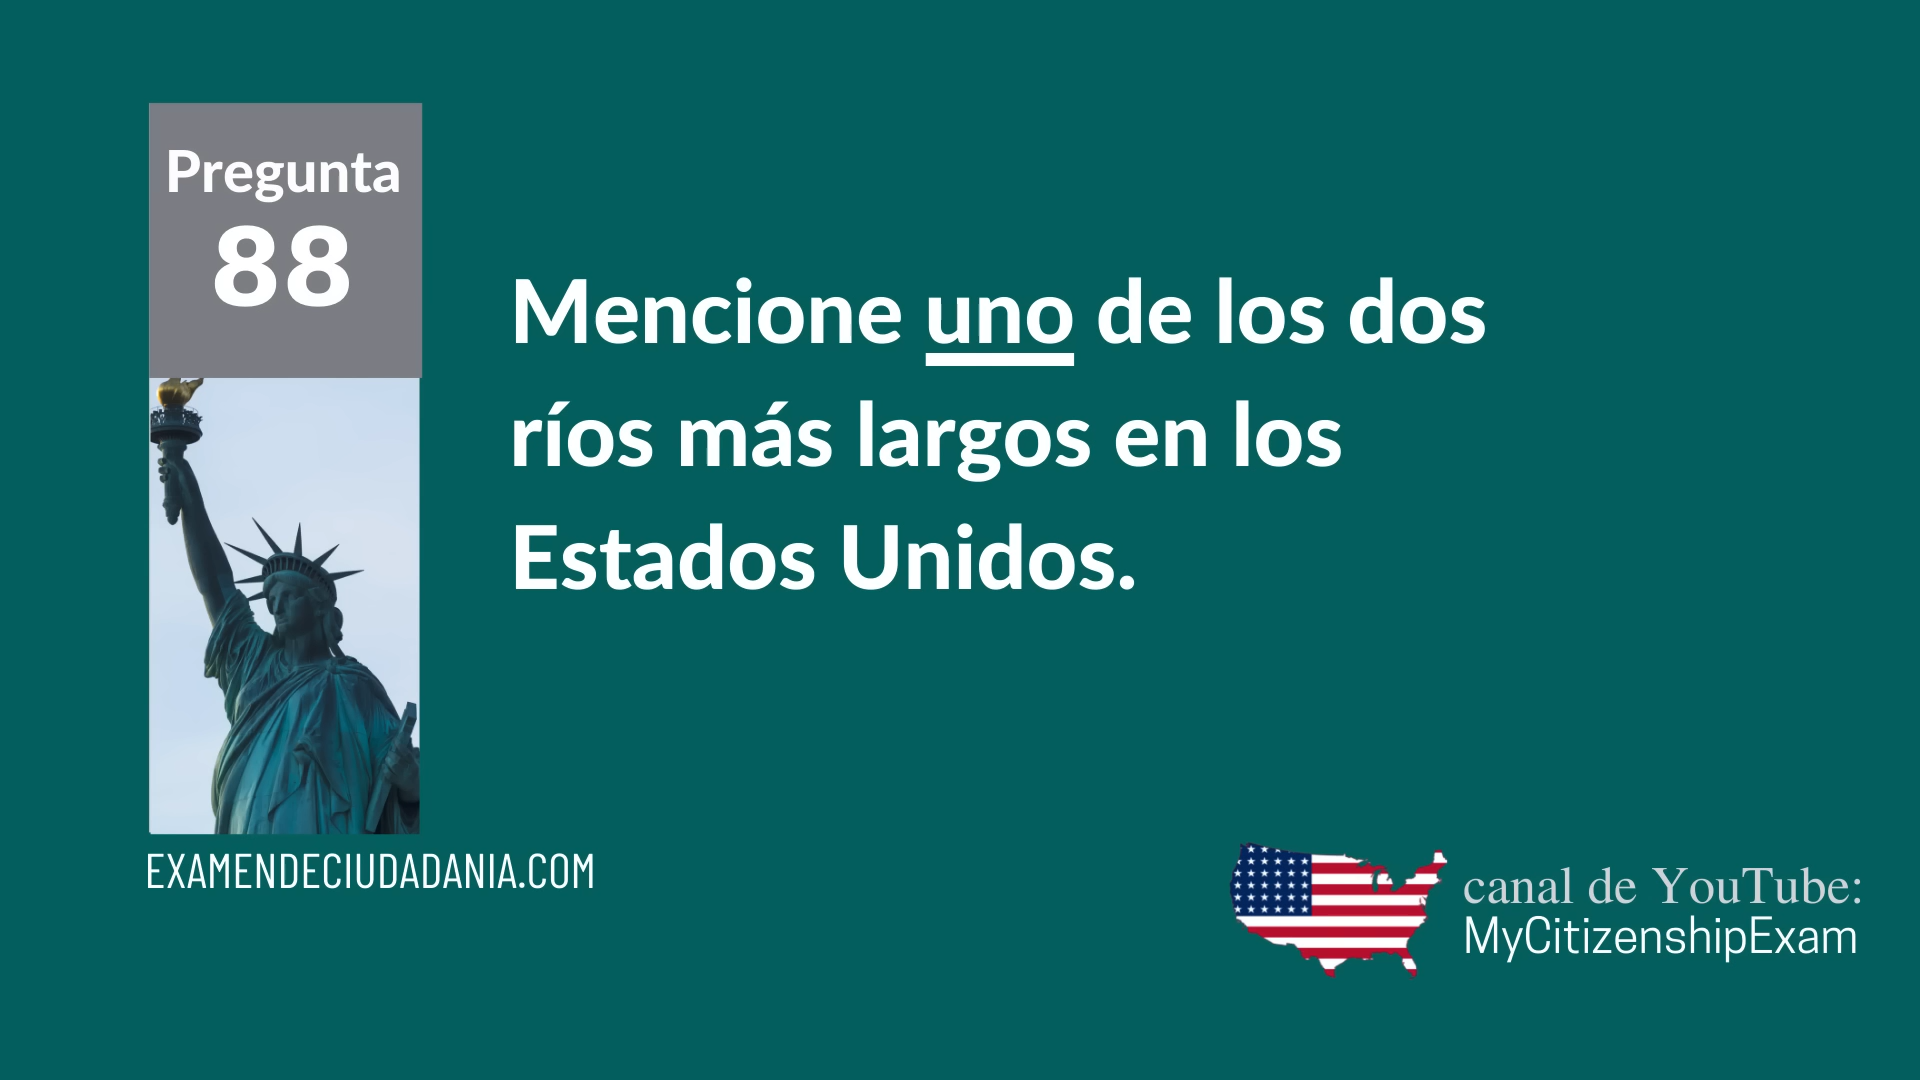 Pregunta
88
Mencione uno de los dos
ríos más largos en los
Estados Unidos.
EXAMENDECIUDADANIA.COM
canal de YouTube:
MyCitizenshipExam